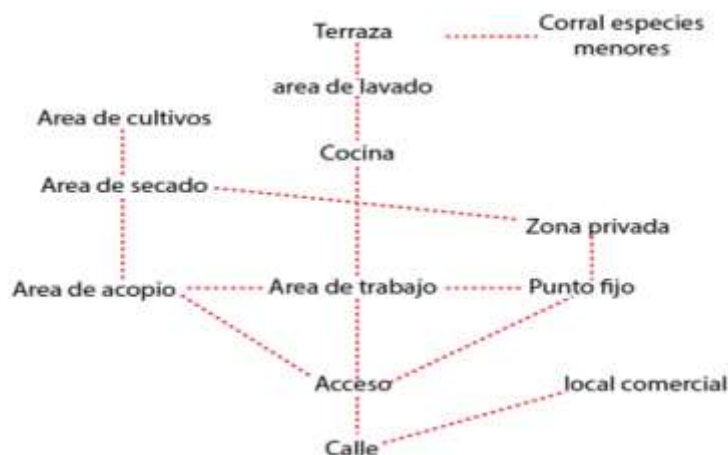 Terraza
Corral especies
menores
area de lavado
Area de cultivos
Cocina
Area de secado
Zona privada
Area de acopio
Area de trabajo
Punto fijo
Acceso
local comercial
Calle